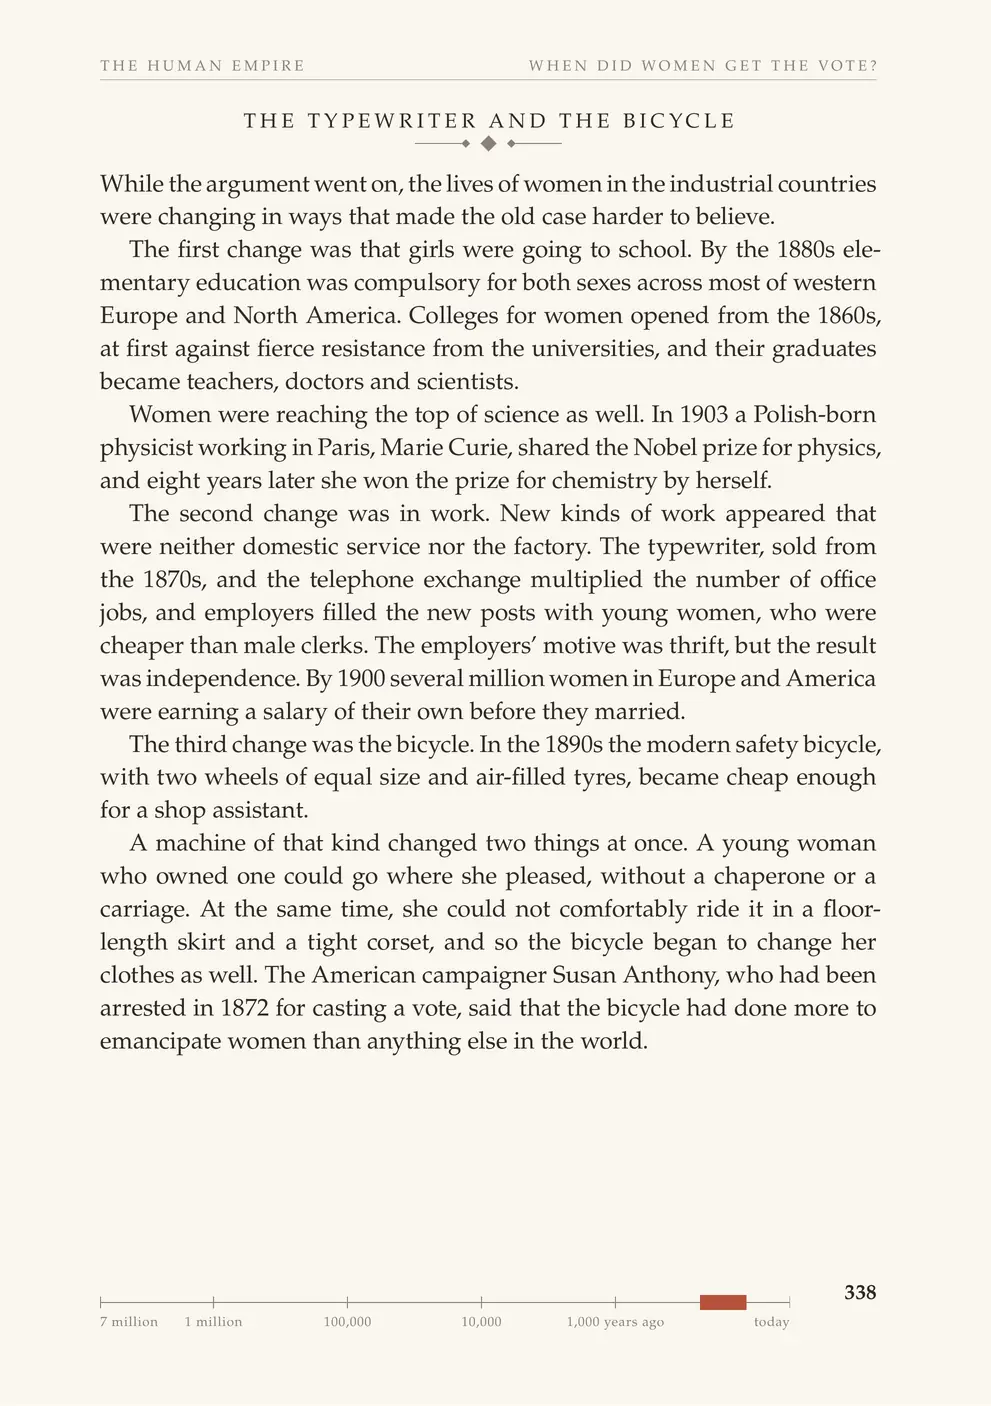 THE HUMAN EMPIRE
WHEN DID WOMEN GET THE VOTE?
THE TYPEWRITER AND THE BICYCLE
While the argument went on, the lives of women in the industrial countries
were changing in ways that made the old case harder to believe.
The first change was that girls were going to school. By the 1880s ele-
mentary education was compulsory for both sexes across most of western
Europe and North America. Colleges for women opened from the 1860s,
at first against fierce resistance from the universities, and their graduates
became teachers, doctors and scientists.
Women were reaching the top of science as well. In 1903 a Polish-born
physicist working in Paris, Marie Curie, shared the Nobel prize for physics,
and eight years later she won the prize for chemistry by herself.
The second change was in work. New kinds of work appeared that
were neither domestic service nor the factory. The typewriter, sold from
the 1870s, and the telephone exchange multiplied the number of office
jobs, and employers filled the new posts with young women, who were
cheaper than male clerks. The employers’ motive was thrift, but the result
was independence. By 1900 several million women in Europe and America
were earning a salary of their own before they married.
The third change was the bicycle. In the 1890s the modern safety bicycle,
with two wheels of equal size and air-filled tyres, became cheap enough
for a shop assistant.
A machine of that kind changed two things at once. A young woman
who owned one could go where she pleased, without a chaperone or a
carriage. At the same time, she could not comfortably ride it in a floor-
length skirt and a tight corset, and so the bicycle began to change her
clothes as well. The American campaigner Susan Anthony, who had been
arrested in 1872 for casting a vote, said that the bicycle had done more to
emancipate women than anything else in the world.
338
7 million 1 million 100,000 10,000 1,000 years ago today